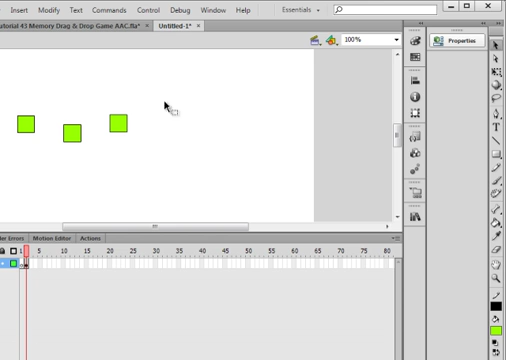 Insert Modify Text Commands Control Debug Window Help Essentials
utorial 43 Memory Drag & Drop Game AAC.fla* × Untitled-1* ×
100%
Properties
ler Errors Motion Editor Actions
1 5 10 15 20 25 30 35 40 45 50 55 60 65 70 75 80
T